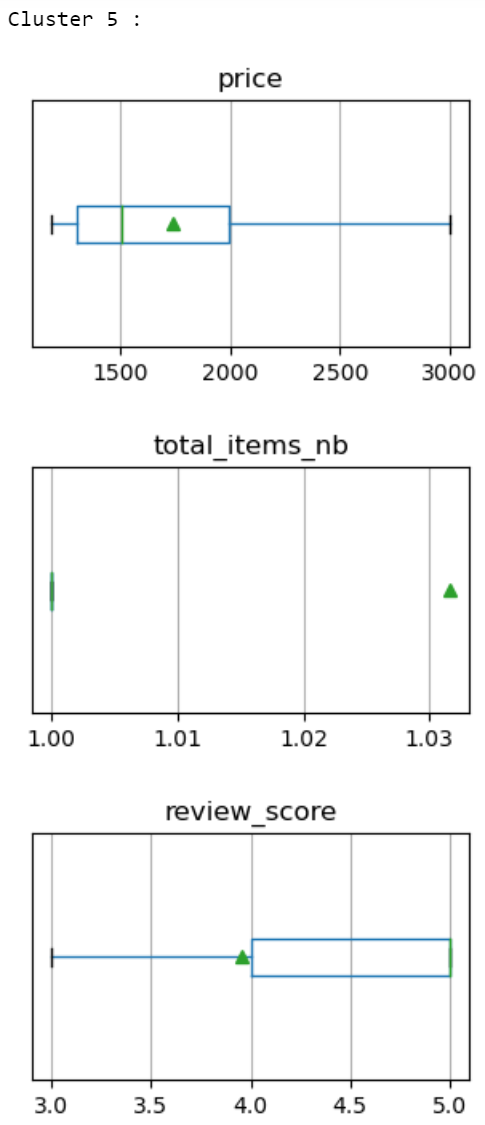 Cluster 5 :
price
1500 2000 2500 3000
total_items_nb
1.00 1.01 1.02 1.03
review_score
3.0 3.5 4.0 4.5 5.0